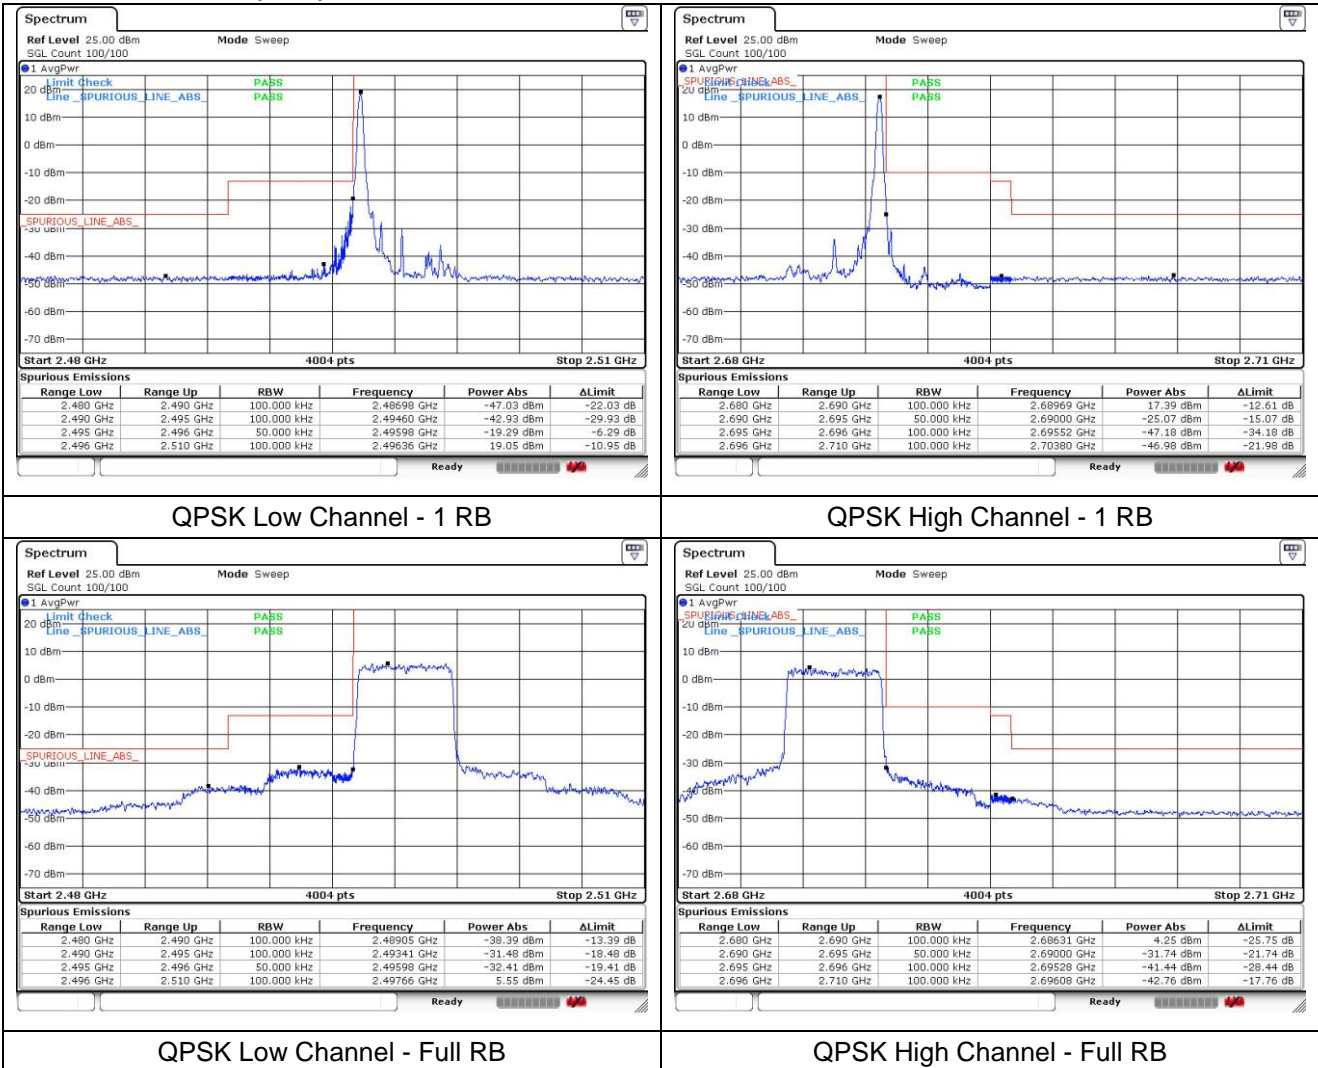 Spectrum
Ref Level 25.00 dBm Mode Sweep
SGL Count 100/100
1 AvgPwr
Limit Check PASS
20 dBm
Line _SPURIOUS_LINE_ABS_ PASS
10 dBm
0 dBm
-10 dBm
-20 dBm
_SPURIOUS_LINE_ABS_
-30 dBm
-40 dBm
-50 dBm
-60 dBm
-70 dBm
Start 2.48 GHz 4004 pts Stop 2.51 GHz
Spurious Emissions
Range Low Range Up RBW Frequency Power Abs ΔLimit
2.480 GHz 2.490 GHz 100.000 kHz 2.48698 GHz -47.03 dBm -22.03 dB
2.490 GHz 2.495 GHz 100.000 kHz 2.49460 GHz -42.93 dBm -29.93 dB
2.495 GHz 2.496 GHz 50.000 kHz 2.49598 GHz -19.29 dBm -6.29 dB
2.496 GHz 2.510 GHz 100.000 kHz 2.49636 GHz 19.05 dBm -10.95 dB
Ready
QPSK Low Channel - 1 RB
Spectrum
Ref Level 25.00 dBm Mode Sweep
SGL Count 100/100
1 AvgPwr
_SPURIOUS_LINE_ABS_
Limit Check PASS
20 dBm
Line _SPURIOUS_LINE_ABS_ PASS
10 dBm
0 dBm
-10 dBm
-20 dBm
-30 dBm
-40 dBm
-50 dBm
-60 dBm
-70 dBm
Start 2.68 GHz 4004 pts Stop 2.71 GHz
Spurious Emissions
Range Low Range Up RBW Frequency Power Abs ΔLimit
2.680 GHz 2.690 GHz 100.000 kHz 2.68969 GHz 17.39 dBm -12.61 dB
2.690 GHz 2.695 GHz 50.000 kHz 2.69000 GHz -25.07 dBm -15.07 dB
2.695 GHz 2.696 GHz 100.000 kHz 2.69552 GHz -47.18 dBm -34.18 dB
2.696 GHz 2.710 GHz 100.000 kHz 2.70380 GHz -46.98 dBm -21.98 dB
Ready
QPSK High Channel - 1 RB
Spectrum
Ref Level 25.00 dBm Mode Sweep
SGL Count 100/100
1 AvgPwr
Limit Check PASS
20 dBm
Line _SPURIOUS_LINE_ABS_ PASS
10 dBm
0 dBm
-10 dBm
-20 dBm
_SPURIOUS_LINE_ABS_
-30 dBm
-40 dBm
-50 dBm
-60 dBm
-70 dBm
Start 2.48 GHz 4004 pts Stop 2.51 GHz
Spurious Emissions
Range Low Range Up RBW Frequency Power Abs ΔLimit
2.480 GHz 2.490 GHz 100.000 kHz 2.48905 GHz -38.39 dBm -13.39 dB
2.490 GHz 2.495 GHz 100.000 kHz 2.49341 GHz -31.48 dBm -18.48 dB
2.495 GHz 2.496 GHz 50.000 kHz 2.49598 GHz -32.41 dBm -19.41 dB
2.496 GHz 2.510 GHz 100.000 kHz 2.49766 GHz 5.55 dBm -24.45 dB
Ready
QPSK Low Channel - Full RB
Spectrum
Ref Level 25.00 dBm Mode Sweep
SGL Count 100/100
1 AvgPwr
_SPURIOUS_LINE_ABS_
Limit Check PASS
20 dBm
Line _SPURIOUS_LINE_ABS_ PASS
10 dBm
0 dBm
-10 dBm
-20 dBm
-30 dBm
-40 dBm
-50 dBm
-60 dBm
-70 dBm
Start 2.68 GHz 4004 pts Stop 2.71 GHz
Spurious Emissions
Range Low Range Up RBW Frequency Power Abs ΔLimit
2.680 GHz 2.690 GHz 100.000 kHz 2.68631 GHz 4.25 dBm -25.75 dB
2.690 GHz 2.695 GHz 50.000 kHz 2.69000 GHz -31.74 dBm -21.74 dB
2.695 GHz 2.696 GHz 100.000 kHz 2.69528 GHz -41.44 dBm -28.44 dB
2.696 GHz 2.710 GHz 100.000 kHz 2.69608 GHz -42.76 dBm -17.76 dB
Ready
QPSK High Channel - Full RB